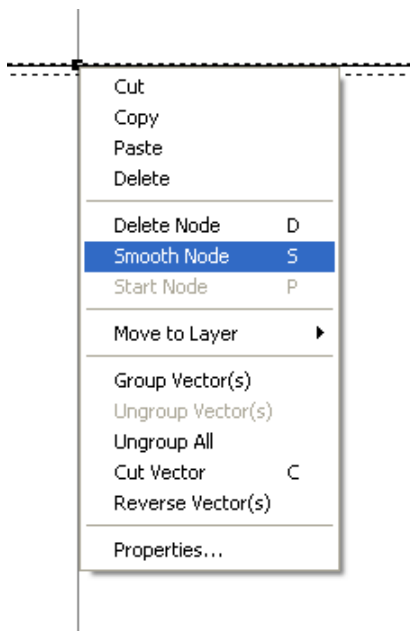 Cut
Copy
Paste
Delete
Delete Node D
Smooth Node S
Start Node P
Move to Layer
Group Vector(s)
Ungroup Vector(s)
Ungroup All
Cut Vector C
Reverse Vector(s)
Properties...